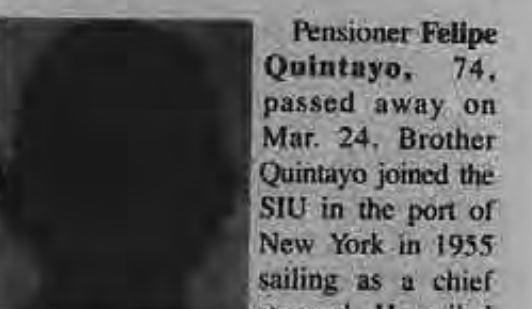 Pensioner Felipe
Quintayo, 74,
passed away on
Mar. 24. Brother
Quintayo joined the
SIU in the port of
New York in 1955
sailing as a chief